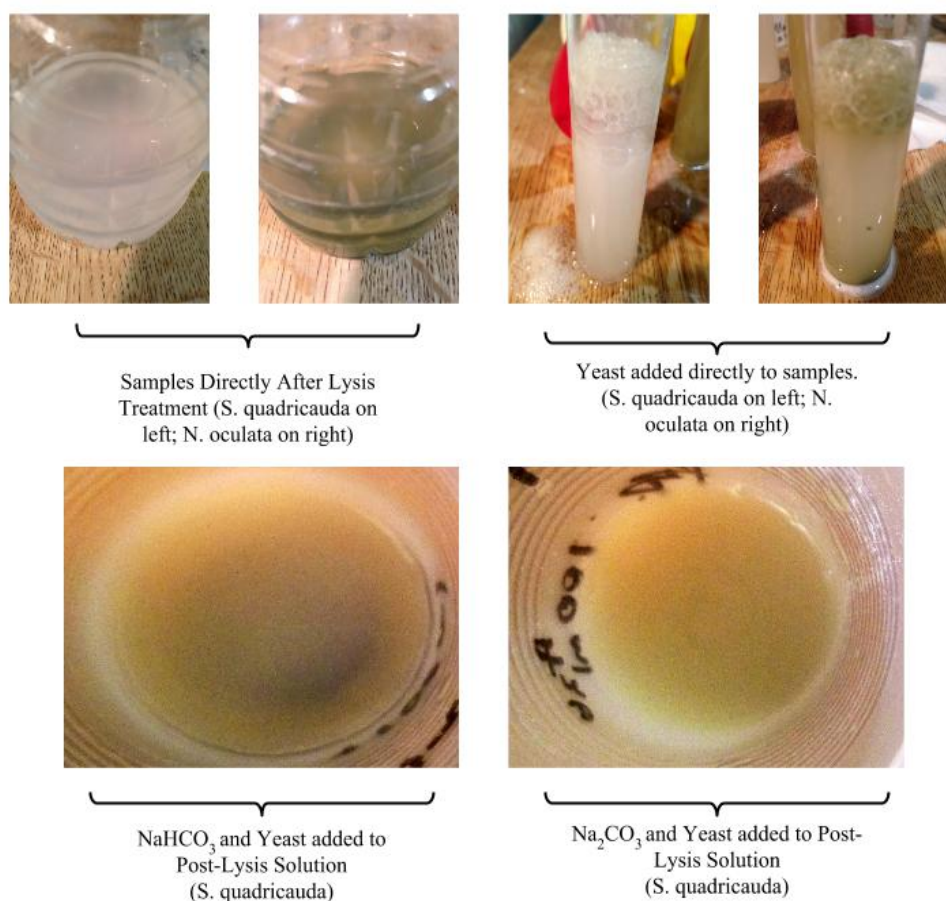 Samples Directly After Lysis
Treatment (S. quadricauda on
left; N. oculata on right)
Yeast added directly to samples.
(S. quadricauda on left; N.
oculata on right)
NaHCO₃ and Yeast added to
Post-Lysis Solution
(S. quadricauda)
Na₂CO₃ and Yeast added to Post-
Lysis Solution
(S. quadricauda)